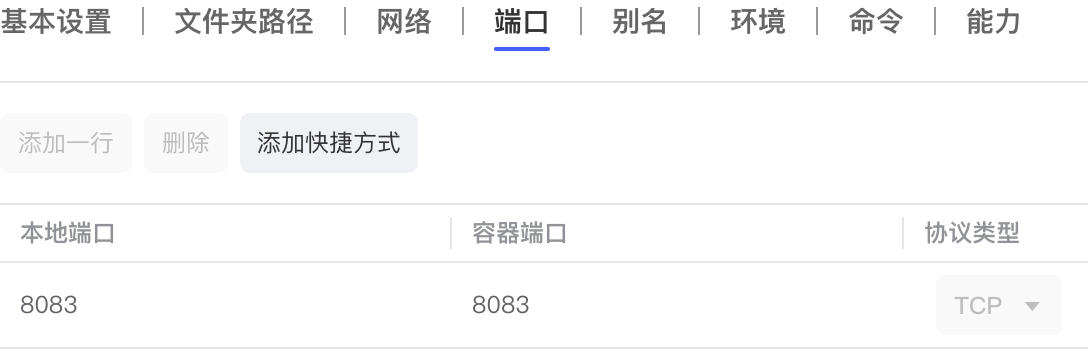 基本设置 文件夹路径 网络 端口 别名 环境 命令 能力
添加一行 删除 添加快捷方式
本地端口 容器端口 协议类型
8083 8083 TCP